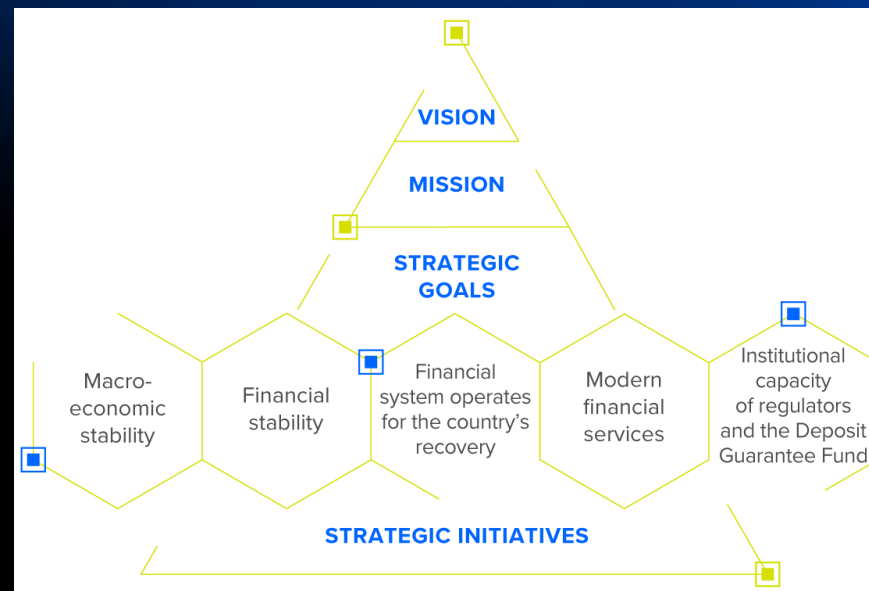 VISION
MISSION
STRATEGIC
GOALS
Macro-
economic
stability
Financial
stability
Financial
system operates
for the country’s
recovery
Modern
financial
services
Institutional
capacity
of regulators
and the Deposit
Guarantee Fund
STRATEGIC INITIATIVES